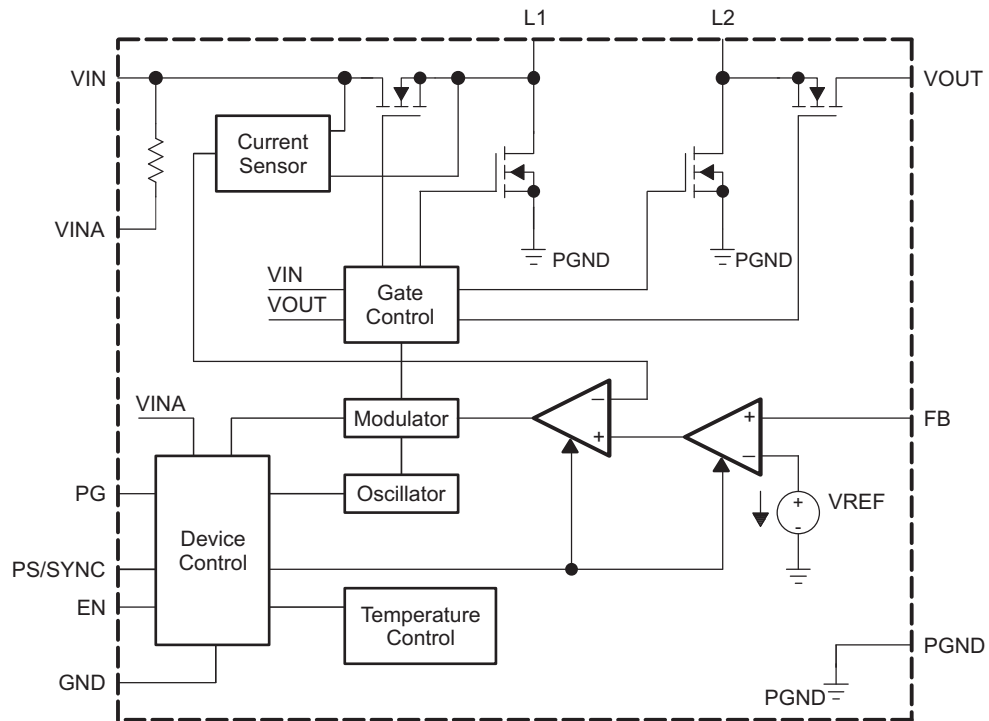 L1
L2
VIN
VOUT
Current
Sensor
VINA
PGND
PGND
VIN
VOUT
Gate
Control
VINA
Modulator
−
+
+
−
FB
PG
Oscillator
+
-
VREF
Device
Control
PS/SYNC
EN
Temperature
Control
PGND
GND
PGND